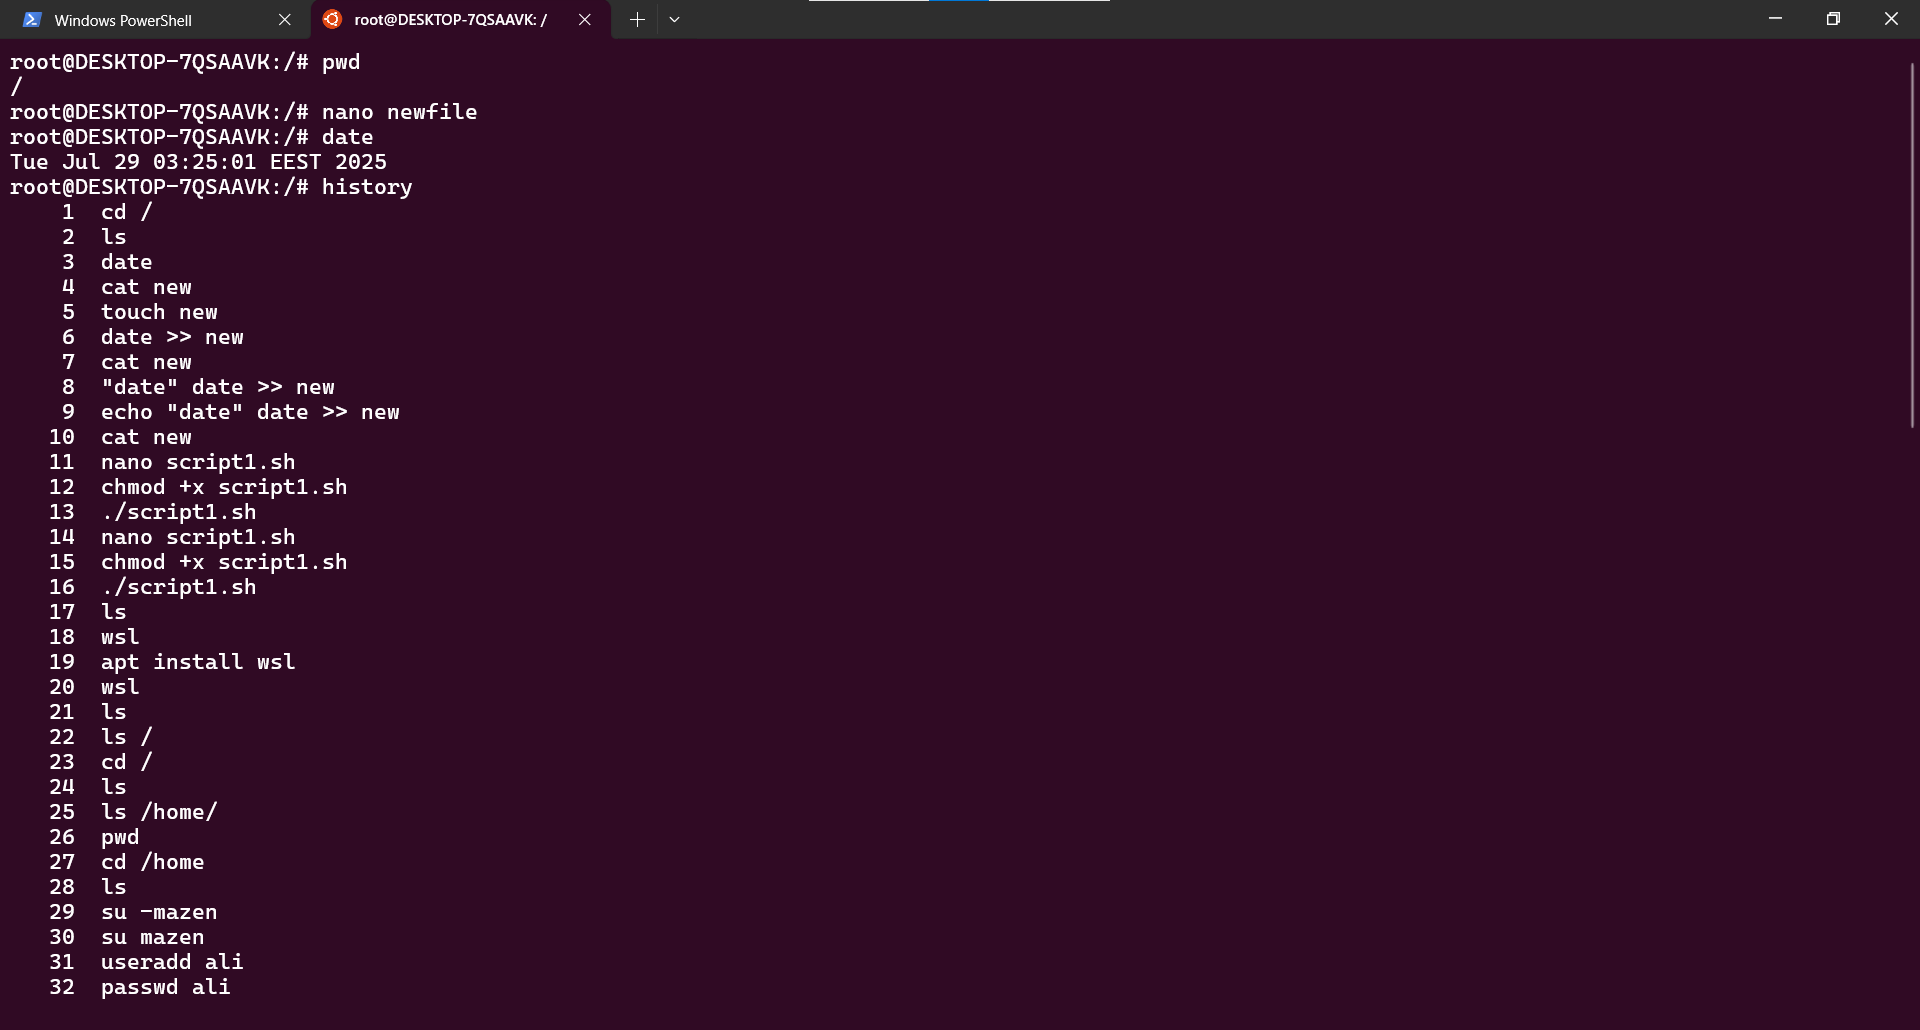 Windows PowerShell
root@DESKTOP-7QSAAVK: /
root@DESKTOP-7QSAAVK:/# pwd
/
root@DESKTOP-7QSAAVK:/# nano newfile
root@DESKTOP-7QSAAVK:/# date
Tue Jul 29 03:25:01 EEST 2025
root@DESKTOP-7QSAAVK:/# history
1 cd /
2 ls
3 date
4 cat new
5 touch new
6 date >> new
7 cat new
8 "date" date >> new
9 echo "date" date >> new
10 cat new
11 nano script1.sh
12 chmod +x script1.sh
13 ./script1.sh
14 nano script1.sh
15 chmod +x script1.sh
16 ./script1.sh
17 ls
18 wsl
19 apt install wsl
20 wsl
21 ls
22 ls /
23 cd /
24 ls
25 ls /home/
26 pwd
27 cd /home
28 ls
29 su -mazen
30 su mazen
31 useradd ali
32 passwd ali